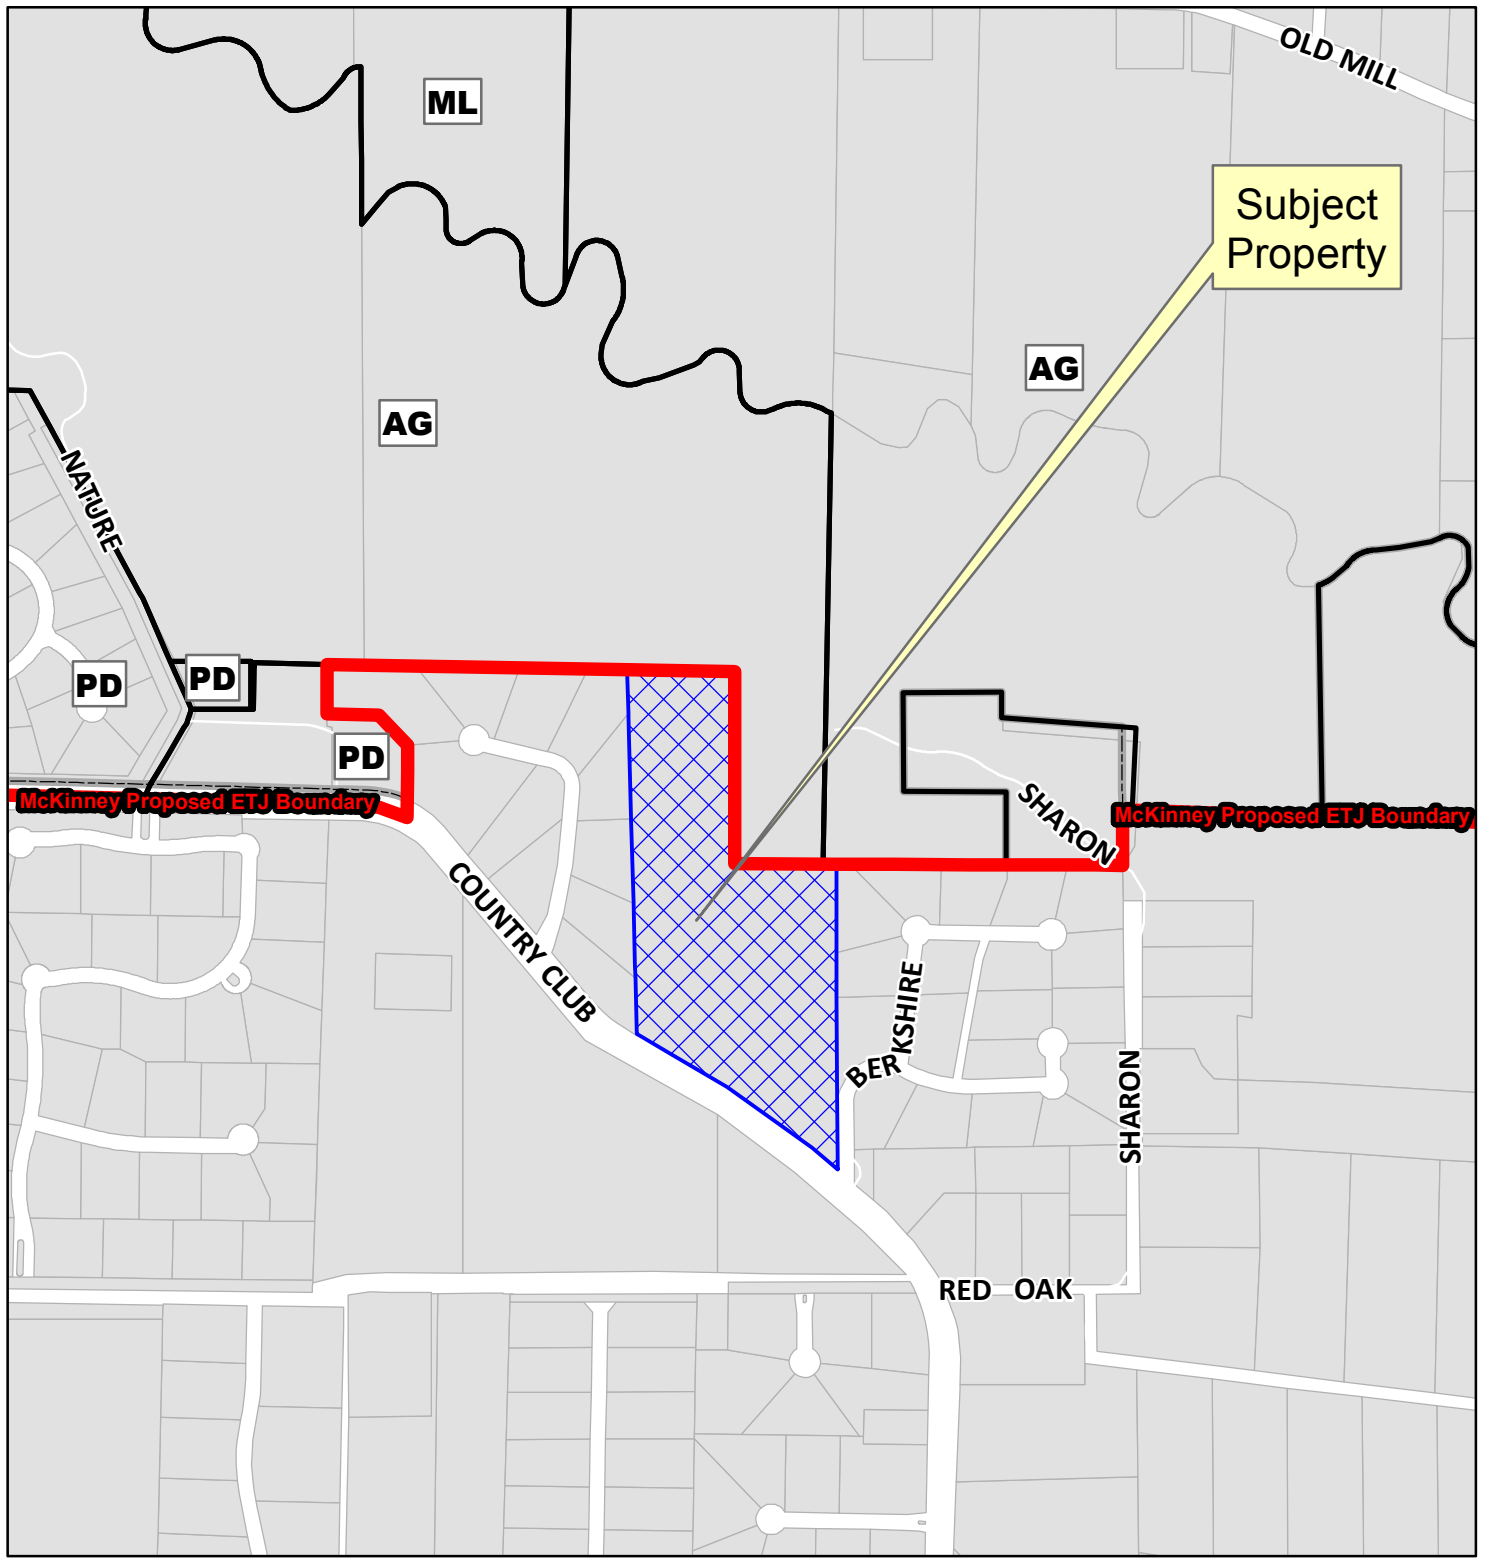 OLD MILL
ML
Subject
Property
AG
AG
NATURE
PD
PD
PD
McKinney Proposed ETJ Boundary
SHARON
McKinney Proposed ETJ Boundary
COUNTRY CLUB
BERKSHIRE
SHARON
RED OAK